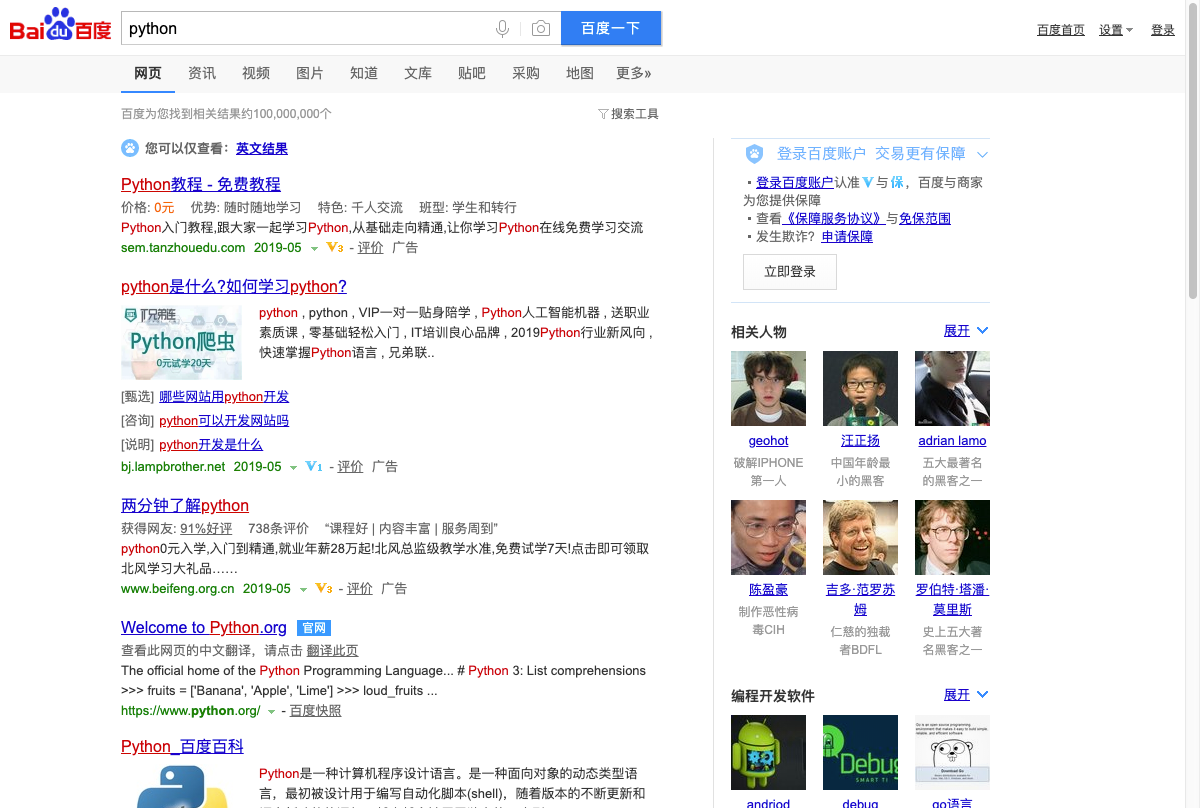 Bai du 百度
python
百度一下
百度首页 设置 登录
网页 资讯 视频 图片 知道 文库 贴吧 采购 地图 更多»
百度为您找到相关结果约100,000,000个
搜索工具
您可以仅查看：英文结果
Python教程 - 免费教程
价格: 0元 优势: 随时随地学习 特色: 千人交流 班型: 学生和转行
Python入门教程,跟大家一起学习Python,从基础走向精通,让你学习Python在线免费学习交流
sem.tanzhouedu.com 2019-05 V3 - 评价 广告
python是什么?如何学习python?
IT兄弟连
Python爬虫
0元试学20天
python , python , VIP一对一贴身陪学 , Python人工智能机器 , 送职业
素质课 , 零基础轻松入门 , IT培训良心品牌 , 2019Python行业新风向 ,
快速掌握Python语言 , 兄弟联..
[甄选] 哪些网站用python开发
[咨询] python可以开发网站吗
[说明] python开发是什么
bj.lampbrother.net 2019-05 V1 - 评价 广告
两分钟了解python
获得网友: 91%好评 738条评价 “课程好 | 内容丰富 | 服务周到”
python0元入学,入门到精通,就业年薪28万起!北风总监级教学水准,免费试学7天!点击即可领取
北风学习大礼品……
www.beifeng.org.cn 2019-05 V3 - 评价 广告
Welcome to Python.org 官网
查看此网页的中文翻译，请点击 翻译此页
The official home of the Python Programming Language... # Python 3: List comprehensions
>>> fruits = ['Banana', 'Apple', 'Lime'] >>> loud_fruits ...
https://www.python.org/ - 百度快照
Python_百度百科
Python是一种计算机程序设计语言。是一种面向对象的动态类型语
言，最初被设计用于编写自动化脚本(shell)，随着版本的不断更新和
登录百度账户 交易更有保障
▪ 登录百度账户认准V与保，百度与商家
为您提供保障
▪ 查看《保障服务协议》与免保范围
▪ 发生欺诈？申请保障
立即登录
相关人物 展开
geohot 汪正扬 adrian lamo
破解IPHONE 中国年龄最 五大最著名
第一人 小的黑客 的黑客之一
陈盈豪 吉多·范罗苏 罗伯特·塔潘·
姆 莫里斯
制作恶性病 仁慈的独裁 史上五大著
毒CIH 者BDFL 名黑客之一
编程开发软件 展开
Debug
SMART TI
Go is an open source programming
environment that makes it easy to build simple,
reliable, and efficient software.
Download Go
andriod debug go语言